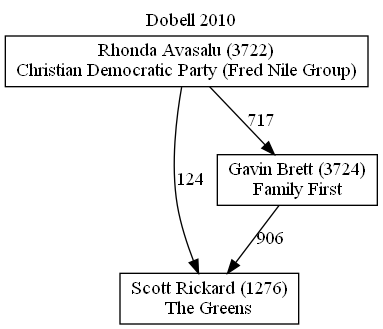 Dobell 2010
Rhonda Avasalu (3722)
Christian Democratic Party (Fred Nile Group)
717
Gavin Brett (3724)
Family First
124
906
Scott Rickard (1276)
The Greens